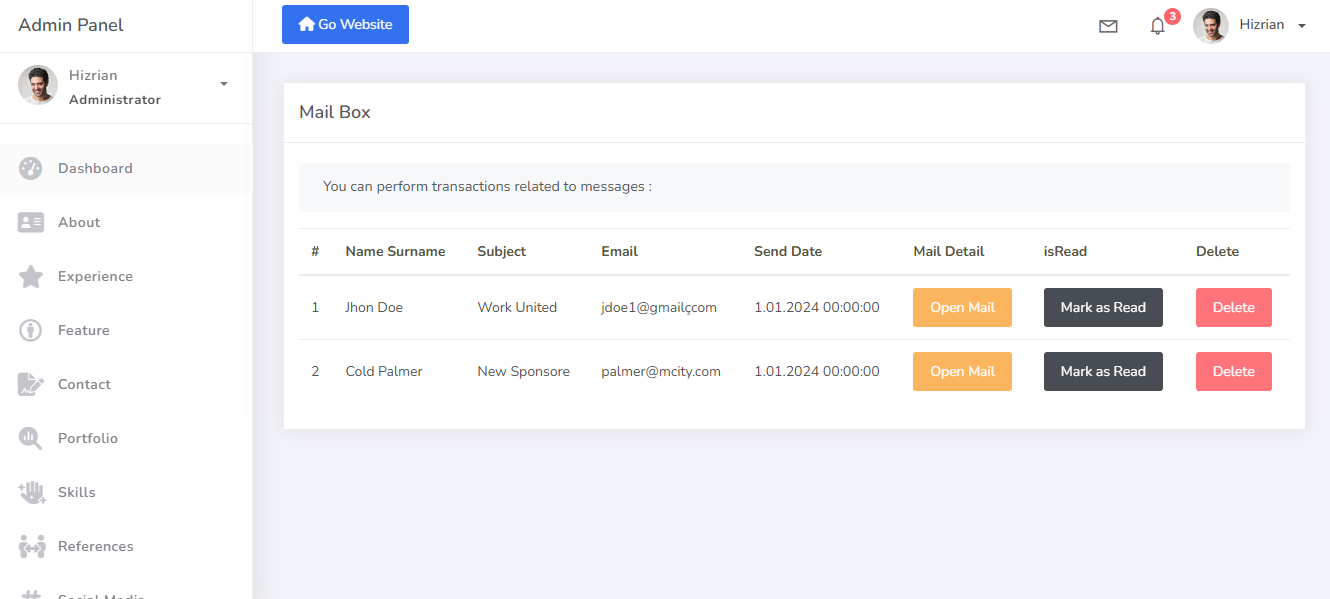 Admin Panel
Go Website
3
Hizrian
Hizrian
Administrator
Dashboard
About
Experience
Feature
Contact
Portfolio
Skills
References
Social Media
Mail Box
You can perform transactions related to messages :
# Name Surname Subject Email Send Date Mail Detail isRead Delete
1 Jhon Doe Work United jdoe1@gmailçcom 1.01.2024 00:00:00 Open Mail Mark as Read Delete
2 Cold Palmer New Sponsore palmer@mcity.com 1.01.2024 00:00:00 Open Mail Mark as Read Delete